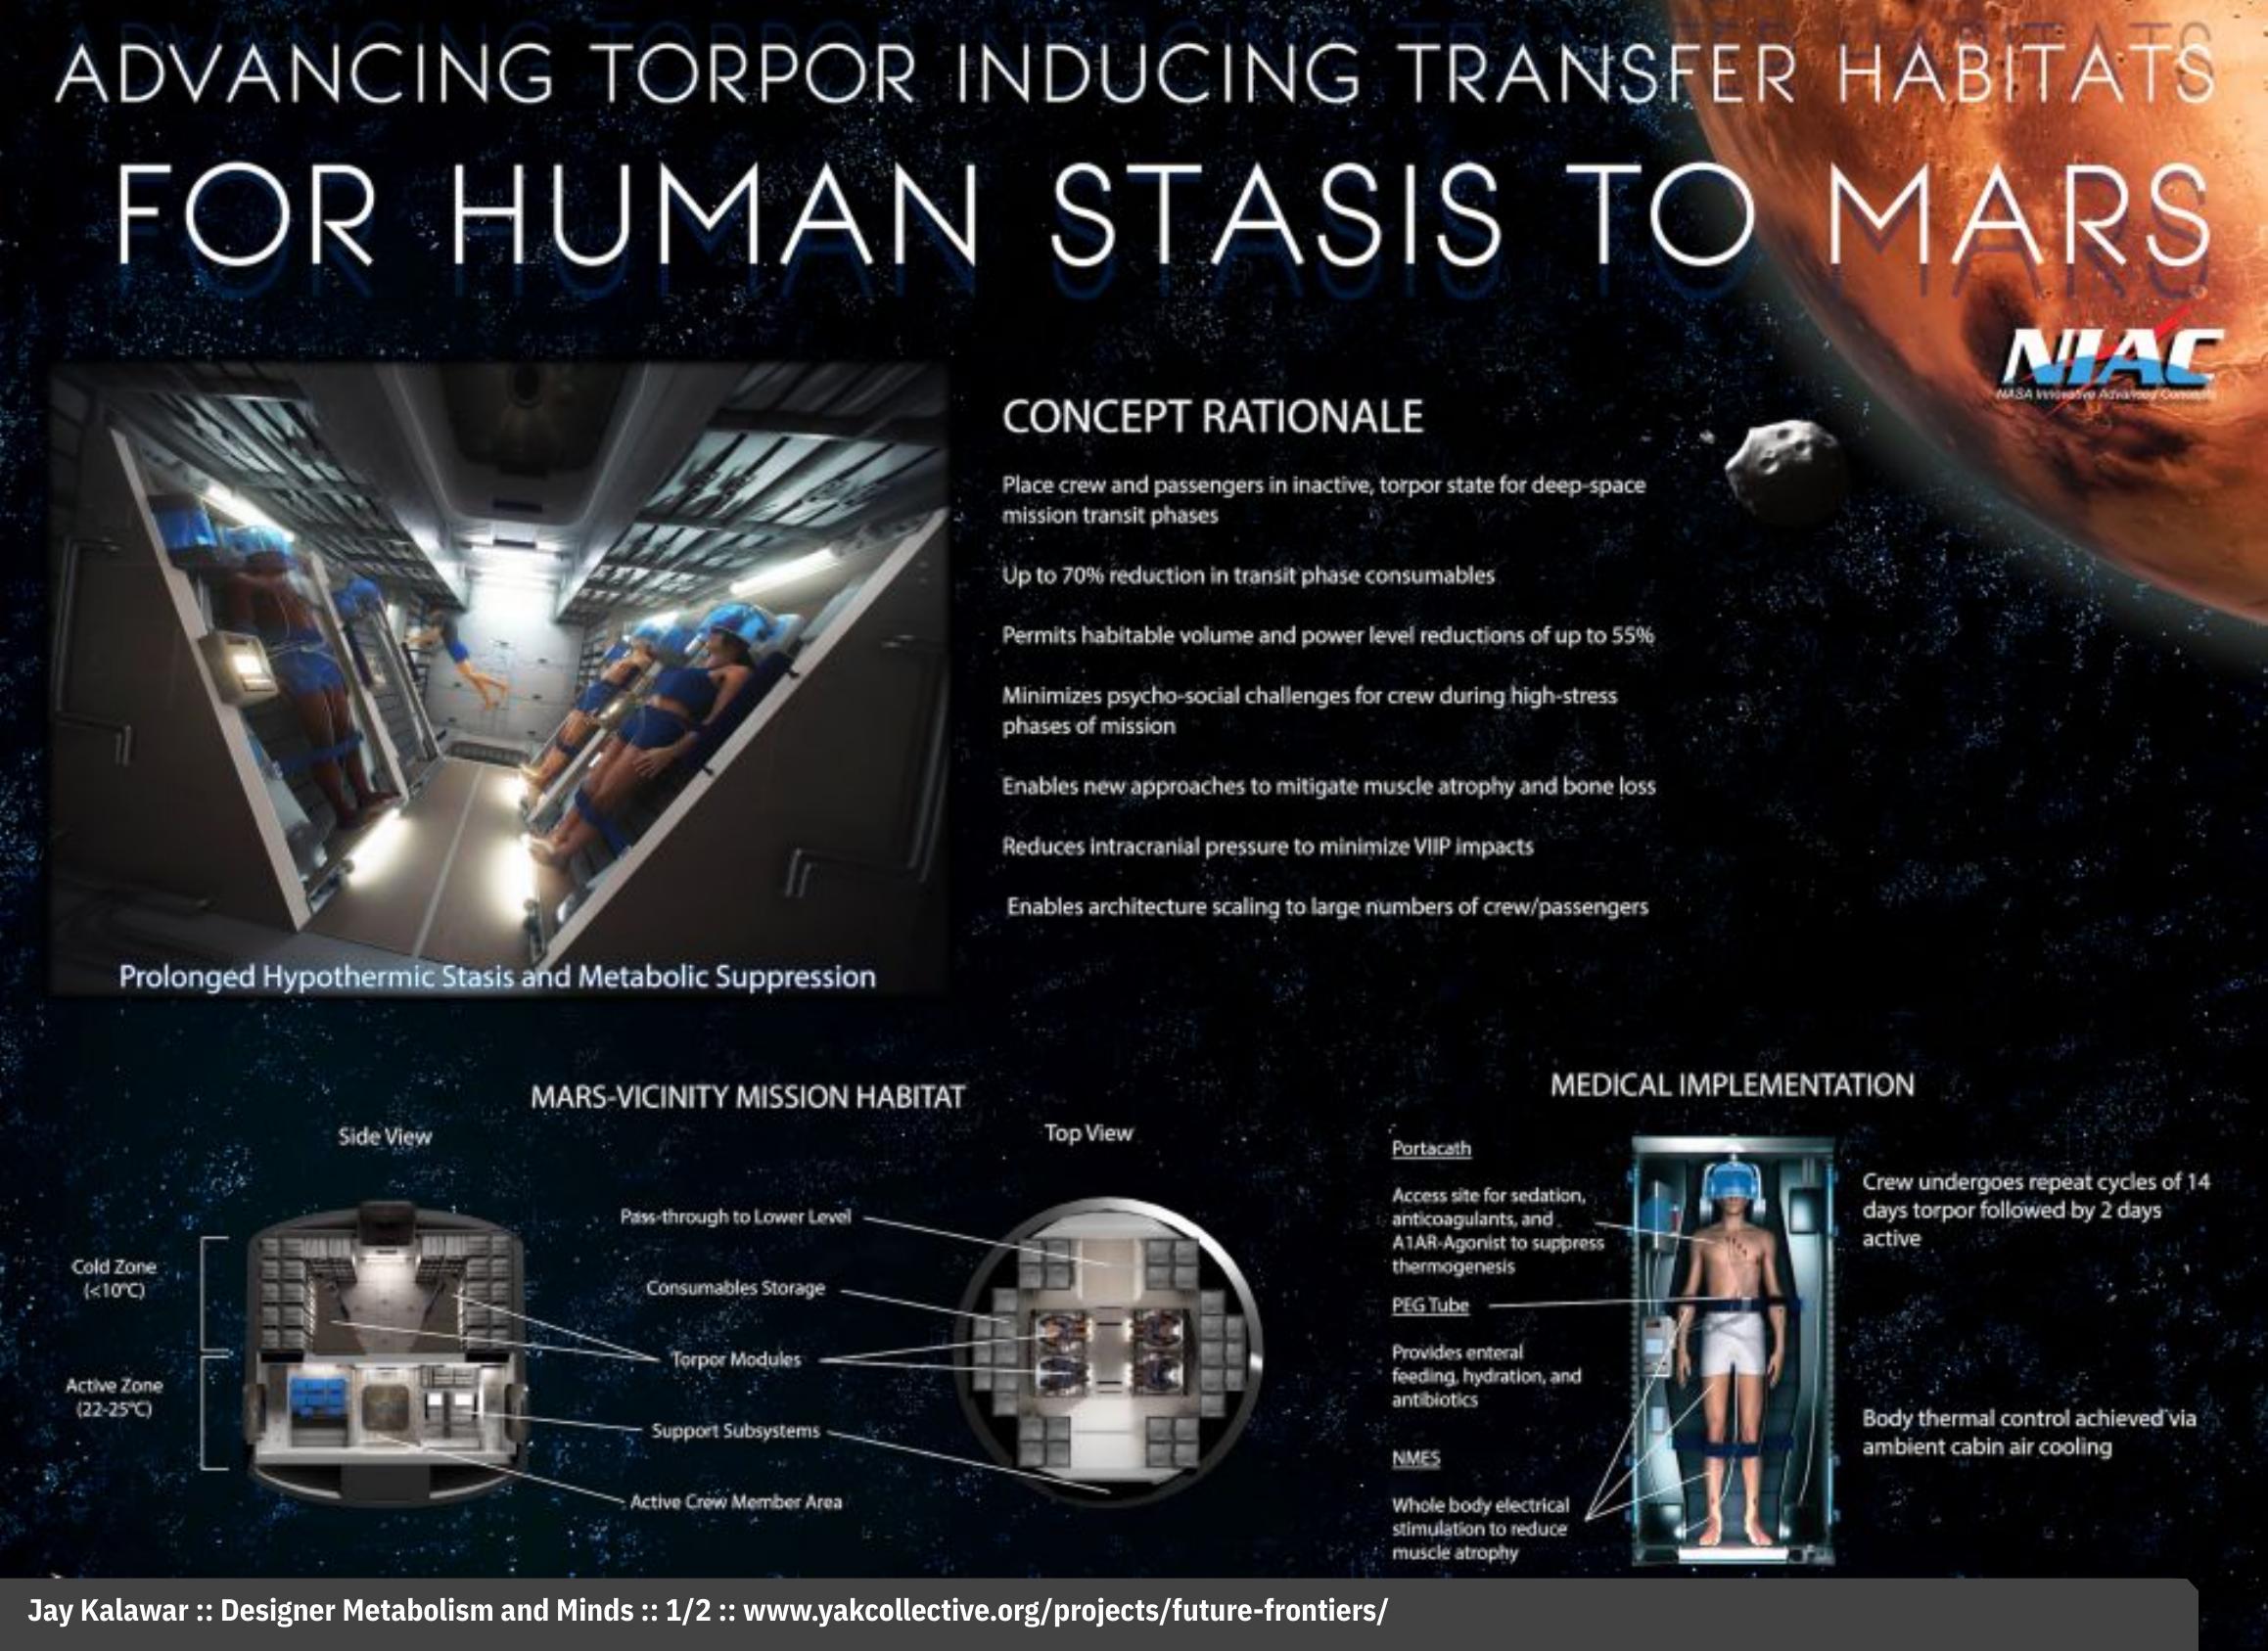 ADVANCING TORPOR INDUCING TRANSFER HABITATS
FOR HUMAN STASIS TO MARS
NIAC
NASA Innovative Advanced Concepts
Prolonged Hypothermic Stasis and Metabolic Suppression
CONCEPT RATIONALE
Place crew and passengers in inactive, torpor state for deep-space
mission transit phases
Up to 70% reduction in transit phase consumables
Permits habitable volume and power level reductions of up to 55%
Minimizes psycho-social challenges for crew during high-stress
phases of mission
Enables new approaches to mitigate muscle atrophy and bone loss
Reduces intracranial pressure to minimize VIIP impacts
Enables architecture scaling to large numbers of crew/passengers
MARS-VICINITY MISSION HABITAT
Side View
Top View
Cold Zone
(<10°C)
Active Zone
(22-25°C)
Pass-through to Lower Level
Consumables Storage
Torpor Modules
Support Subsystems
Active Crew Member Area
MEDICAL IMPLEMENTATION
Portacath
Access site for sedation,
anticoagulants, and
A1AR-Agonist to suppress
thermogenesis
PEG Tube
Provides enteral
feeding, hydration, and
antibiotics
NMES
Whole body electrical
stimulation to reduce
muscle atrophy
Crew undergoes repeat cycles of 14
days torpor followed by 2 days
active
Body thermal control achieved via
ambient cabin air cooling
Jay Kalawar :: Designer Metabolism and Minds :: 1/2 :: www.yakcollective.org/projects/future-frontiers/